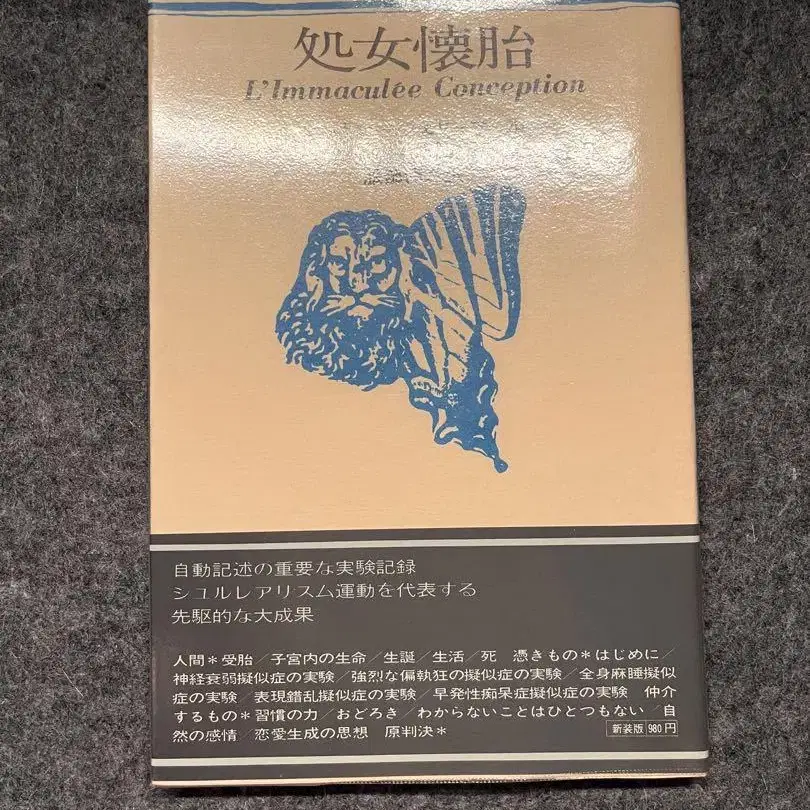 処女懐胎
L'Immaculée Conception
自動記述の重要な実験記録
シュルレアリスム運動を代表する
先駆的な大成果
人間＊受胎／子宮内の生命／生誕／生活／死　憑きもの＊はじめに／
神経衰弱擬似症の実験／強烈な偏執狂の擬似症の実験／全身麻痺擬似
症の実験／表現錯乱擬似症の実験／早発性痴呆症擬似症の実験　仲介
するもの＊習慣の力／おどろき／わからないことはひとつもない／自
然の感情／恋愛生成の思想　原判決＊
新装版 980円